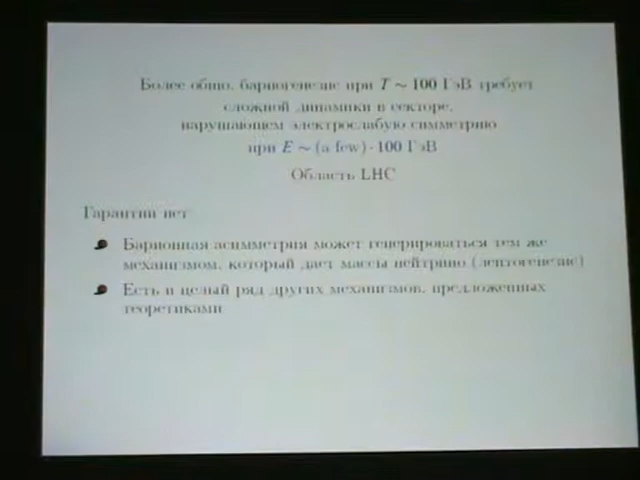 Более общо, бариогенезис при T ~ 100 ГэВ требует
сложной динамики в секторе,
нарушающем электрослабую симметрию
при E ~ (a few) · 100 ГэВ
Область LHC
Гарантии нет
Барионная асимметрия может генерироваться тем же
механизмом, который дает массы нейтрино (лептогенезис)
Есть и целый ряд других механизмов, предложенных
теоретиками